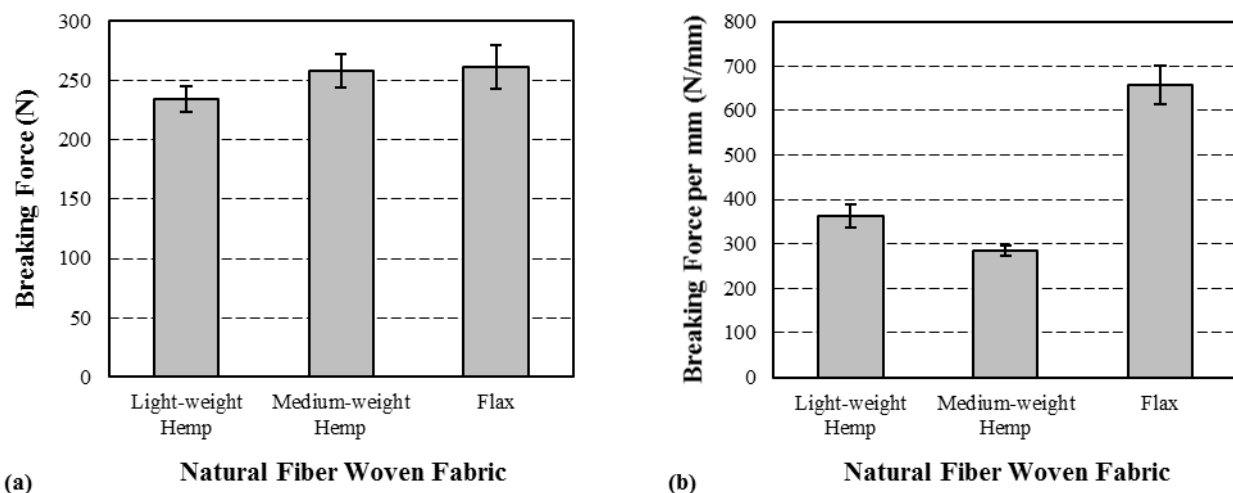 300
250
200
150
100
50
0
Breaking Force (N)
Light-weight
Hemp
Medium-weight
Hemp
Flax
Natural Fiber Woven Fabric
(a)
800
700
600
500
400
300
200
100
0
Breaking Force per mm (N/mm)
Light-weight
Hemp
Medium-weight
Hemp
Flax
Natural Fiber Woven Fabric
(b)